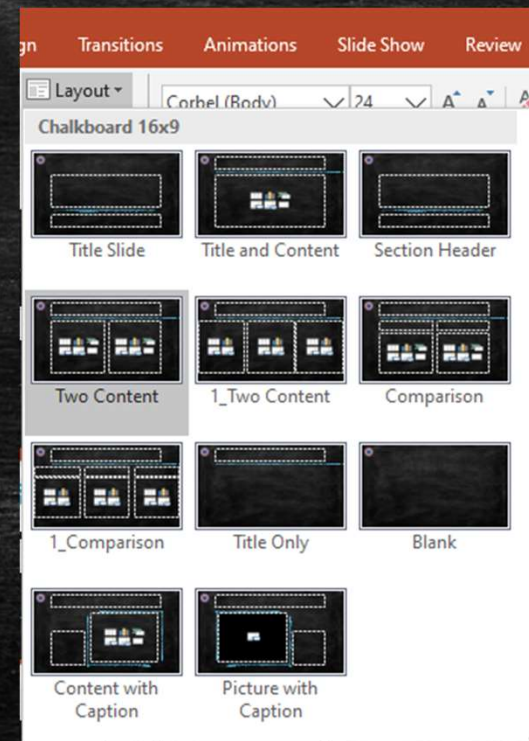 Transitions Animations Slide Show Review
Layout Corbel (Body) 24 A A
Chalkboard 16x9
Title Slide Title and Content Section Header
Two Content 1_Two Content Comparison
1_Comparison Title Only Blank
Content with Caption Picture with Caption